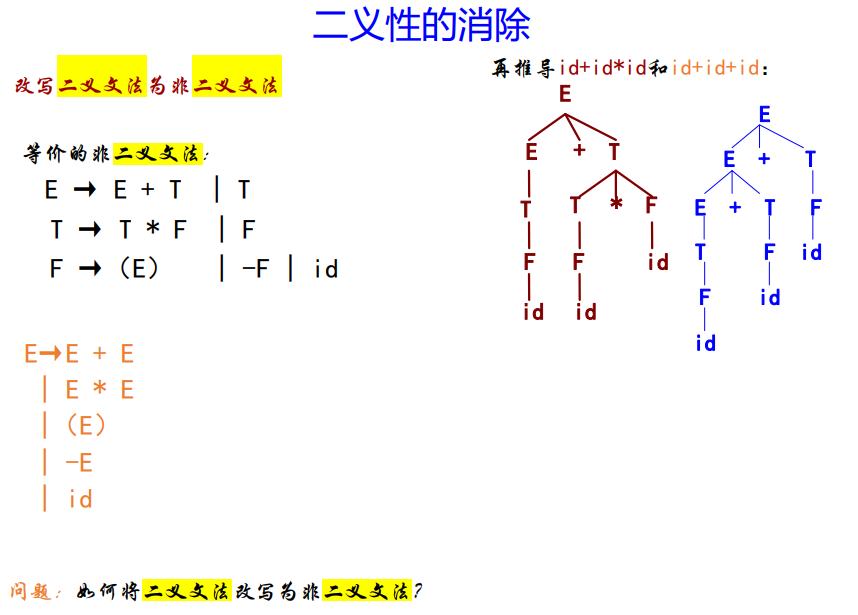 二义性的消除
改写二义文法为非二义文法
等价的非二义文法:
E → E + T | T
T → T * F | F
F → (E) | -F | id
E→E + E
| E * E
| (E)
| -E
| id
再推导id+id*id和id+id+id:
E
E + T
T T * F
F F id
id id
E
E + T
E + T F
T F id
F id
id
问题: 如何将二义文法改写为非二义文法?